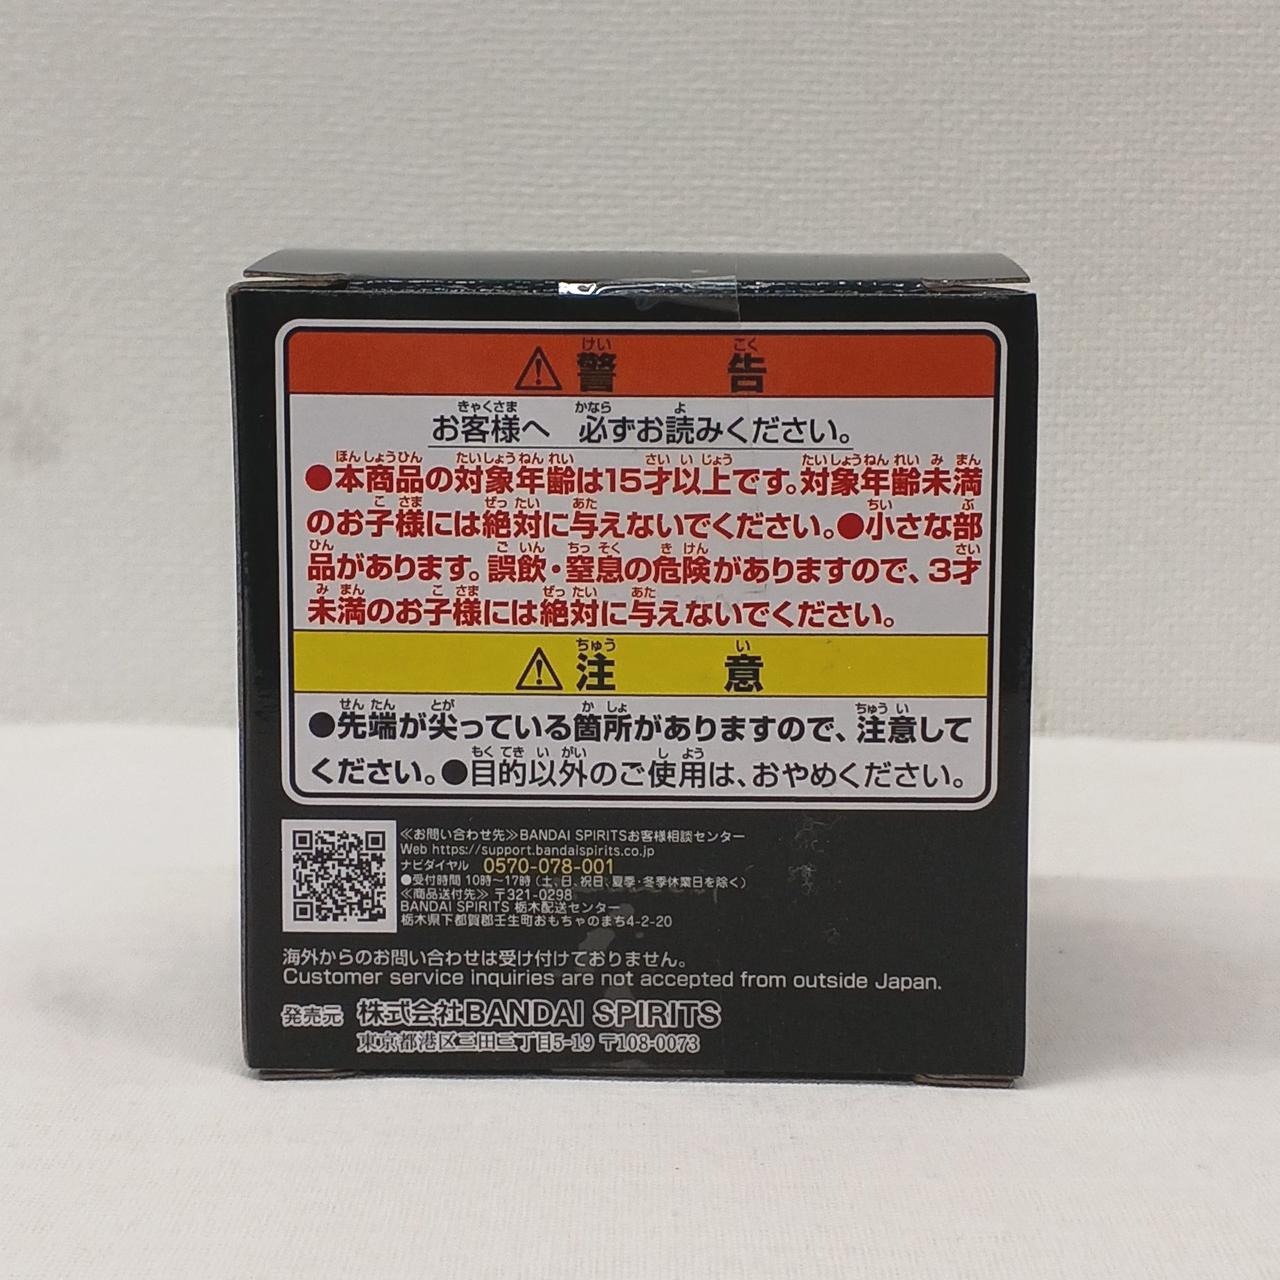 ⚠警告
お客様へ 必ずお読みください。
●本商品の対象年齢は15才以上です。対象年齢未満
のお子様には絶対に与えないでください。●小さな部
品があります。誤飲・窒息の危険がありますので、3才
未満のお子様には絶対に与えないでください。
⚠注意
●先端が尖っている箇所がありますので、注意して
ください。●目的以外のご使用は、おやめください。
≪お問い合わせ先≫BANDAI SPIRITSお客様相談センター
Web https://support.bandaispirits.co.jp
ナビダイヤル 0570-078-001
●受付時間 10時～17時(土、日、祝日、夏季・冬季休業日を除く)
≪商品送付先≫ 〒321-0298
BANDAI SPIRITS 栃木配送センター
栃木県下都賀郡壬生町おもちゃのまち4-2-20
海外からのお問い合わせは受け付けておりません。
Customer service inquiries are not accepted from outside Japan.
発売元 株式会社BANDAI SPIRITS
東京都港区三田三丁目5-19 〒108-0073